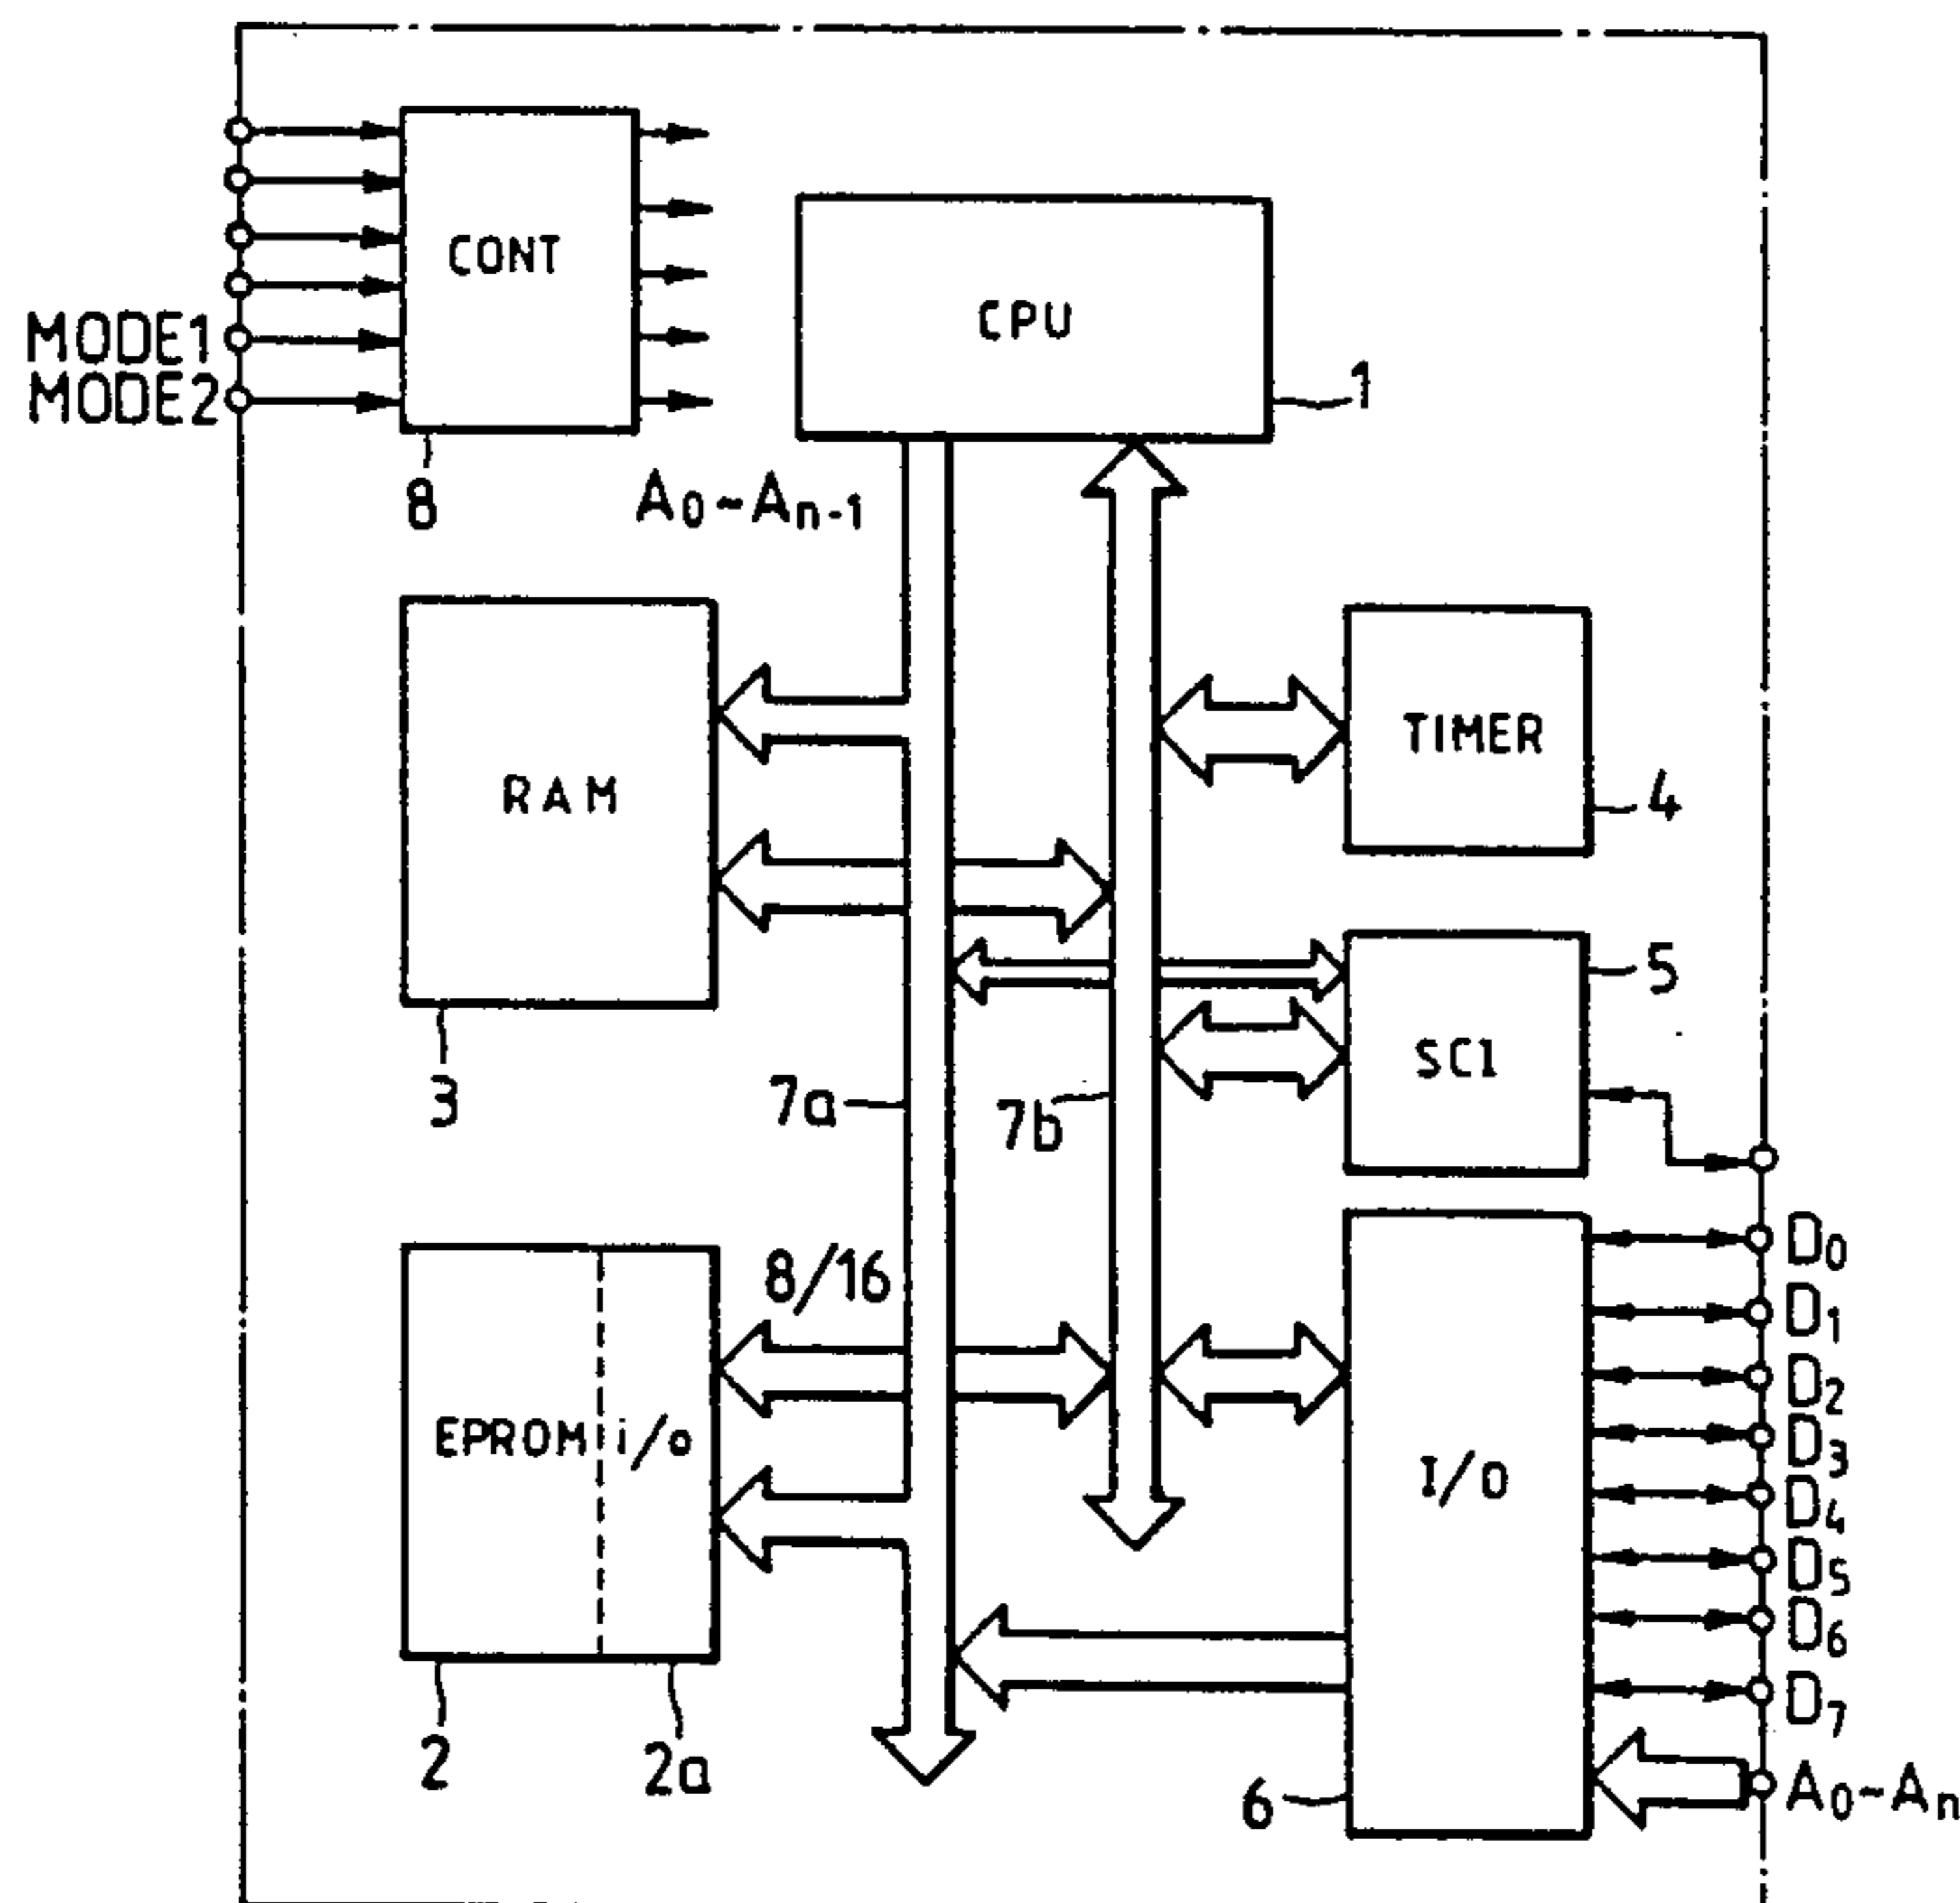 CONT
MODE1
MODE2
8
CPU
1
A₀~Aₙ₋₁
RAM
3
TIMER
4
5
SCI
7a
7b
8/16
EPROM
i/o
2
2a
I/O
6
D₀
D₁
D₂
D₃
D₄
D₅
D₆
D₇
A₀~Aₙ